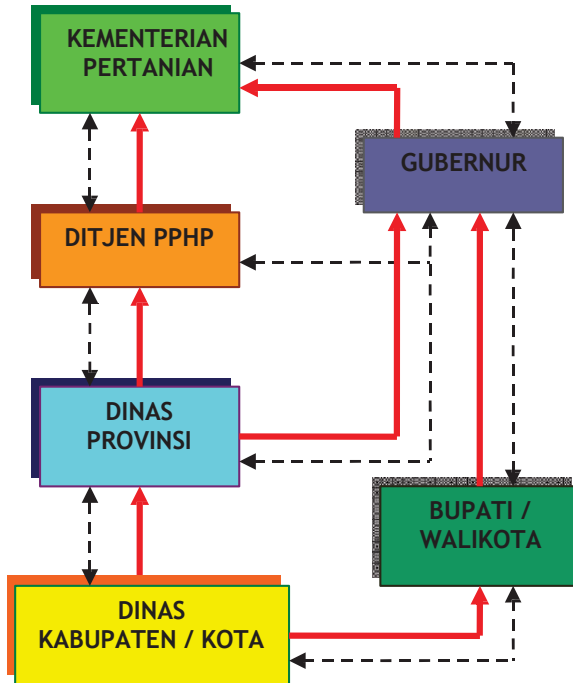 KEMENTERIAN
PERTANIAN
GUBERNUR
DITJEN PPHP
DINAS
PROVINSI
BUPATI /
WALIKOTA
DINAS
KABUPATEN / KOTA